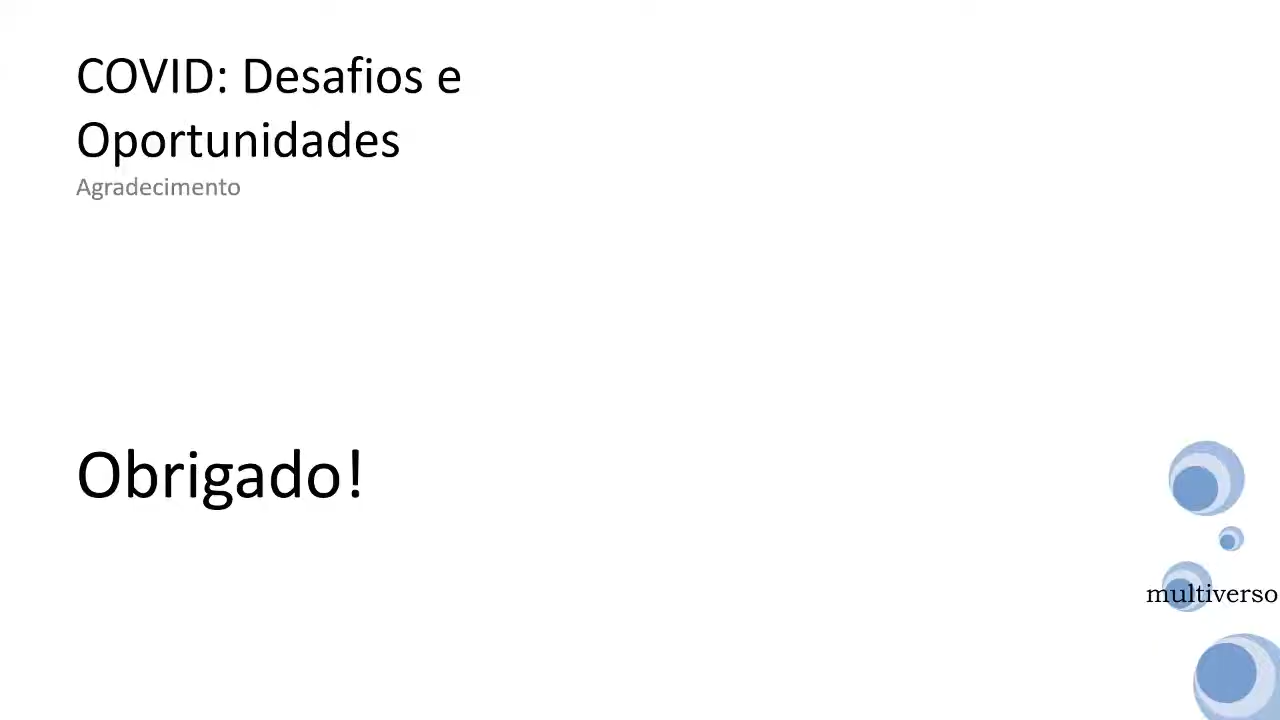 COVID: Desafios e
Oportunidades
Agradecimento
Obrigado!
multiverso